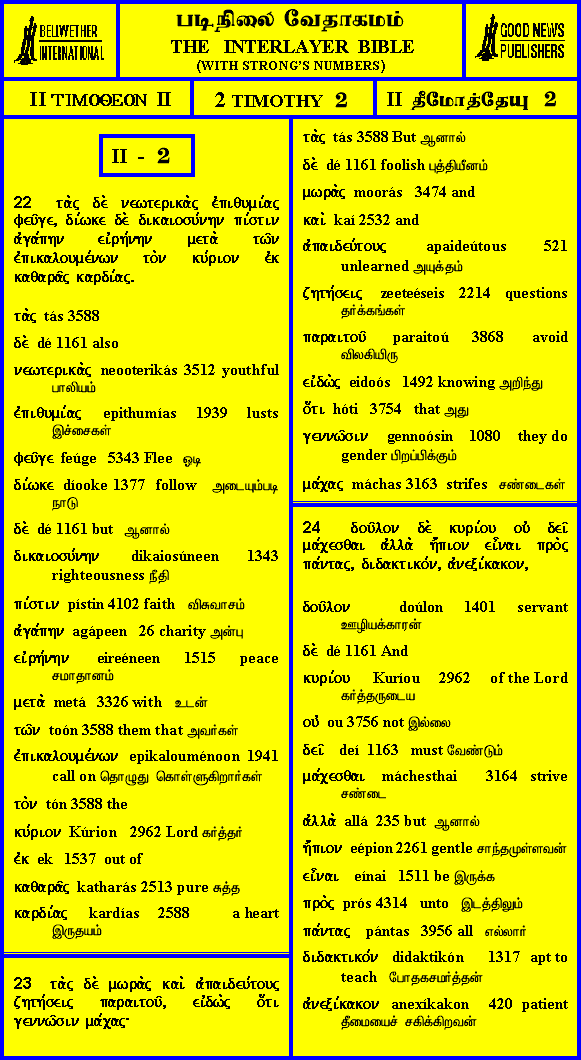 BELLWETHER
INTERNATIONAL
படிநிலை வேதாகமம்
THE INTERLAYER BIBLE
(WITH STRONG'S NUMBERS)
GOOD NEWS
PUBLISHERS
II ΤΙΜΟΘΕΟΝ II
2 TIMOTHY 2
II தீமோத்தேயு 2
II - 2
22 τὰς δὲ νεωτερικὰς ἐπιθυμίας
φεῦγε, δίωκε δὲ δικαιοσύνην πίστιν
ἀγάπην εἰρήνην μετὰ τῶν
ἐπικαλουμένων τὸν κύριον ἐκ
καθαρᾶς καρδίας.
τὰς tás 3588
δὲ dé 1161 also
νεωτερικὰς neooterikás 3512 youthful
பாலியம்
ἐπιθυμίας epithumías 1939 lusts
இச்சைகள்
φεῦγε feúge 5343 Flee ஓடி
δίωκε díooke 1377 follow அடையும்படி
நாடு
δὲ dé 1161 but ஆனால்
δικαιοσύνην dikaiosúneen 1343
righteousness நீதி
πίστιν pístin 4102 faith விசுவாசம்
ἀγάπην agápeen 26 charity அன்பு
εἰρήνην eireéneen 1515 peace
சமாதானம்
μετὰ metá 3326 with உடன்
τῶν toón 3588 them that அவர்கள்
ἐπικαλουμένων epikalouménoon 1941
call on தொழுது கொள்ளுகிறார்கள்
τὸν tón 3588 the
κύριον Kúrion 2962 Lord கர்த்தர்
ἐκ ek 1537 out of
καθαρᾶς katharás 2513 pure சுத்த
καρδίας kardías 2588 a heart
இருதயம்
23 τὰς δὲ μωρὰς καὶ ἀπαιδεύτους
ζητήσεις παραιτοῦ, εἰδὼς ὅτι
γεννῶσιν μάχας·
τὰς tás 3588 But ஆனால்
δὲ dé 1161 foolish புத்தியீனம்
μωρὰς moorás 3474 and
καὶ kaí 2532 and
ἀπαιδεύτους apaideútous 521
unlearned அயுக்தம்
ζητήσεις zeeteéseis 2214 questions
தர்க்கங்கள்
παραιτοῦ paraitoú 3868 avoid
விலகியிரு
εἰδὼς eidoós 1492 knowing அறிந்து
ὅτι hóti 3754 that அது
γεννῶσιν gennoósin 1080 they do
gender பிறப்பிக்கும்
μάχας máchas 3163 strifes சண்டைகள்
24 δοῦλον δὲ κυρίου οὐ δεῖ
μάχεσθαι ἀλλὰ ἤπιον εἶναι πρὸς
πάντας, διδακτικόν, ἀνεξίκακον,
δοῦλον doúlon 1401 servant
ஊழியக்காரன்
δὲ dé 1161 And
κυρίου Kuríou 2962 of the Lord
கர்த்தருடைய
οὐ ou 3756 not இல்லை
δεῖ deí 1163 must வேண்டும்
μάχεσθαι máchesthai 3164 strive
சண்டை
ἀλλὰ allá 235 but ஆனால்
ἤπιον eépion 2261 gentle சாந்தமுள்ளவன்
εἶναι eínai 1511 be இருக்க
πρὸς prós 4314 unto இடத்திலும்
πάντας pántas 3956 all எல்லார்
διδακτικόν didaktikón 1317 apt to
teach போதகசமர்த்தன்
ἀνεξίκακον anexíkakon 420 patient
தீமையைச் சகிக்கிறவன்